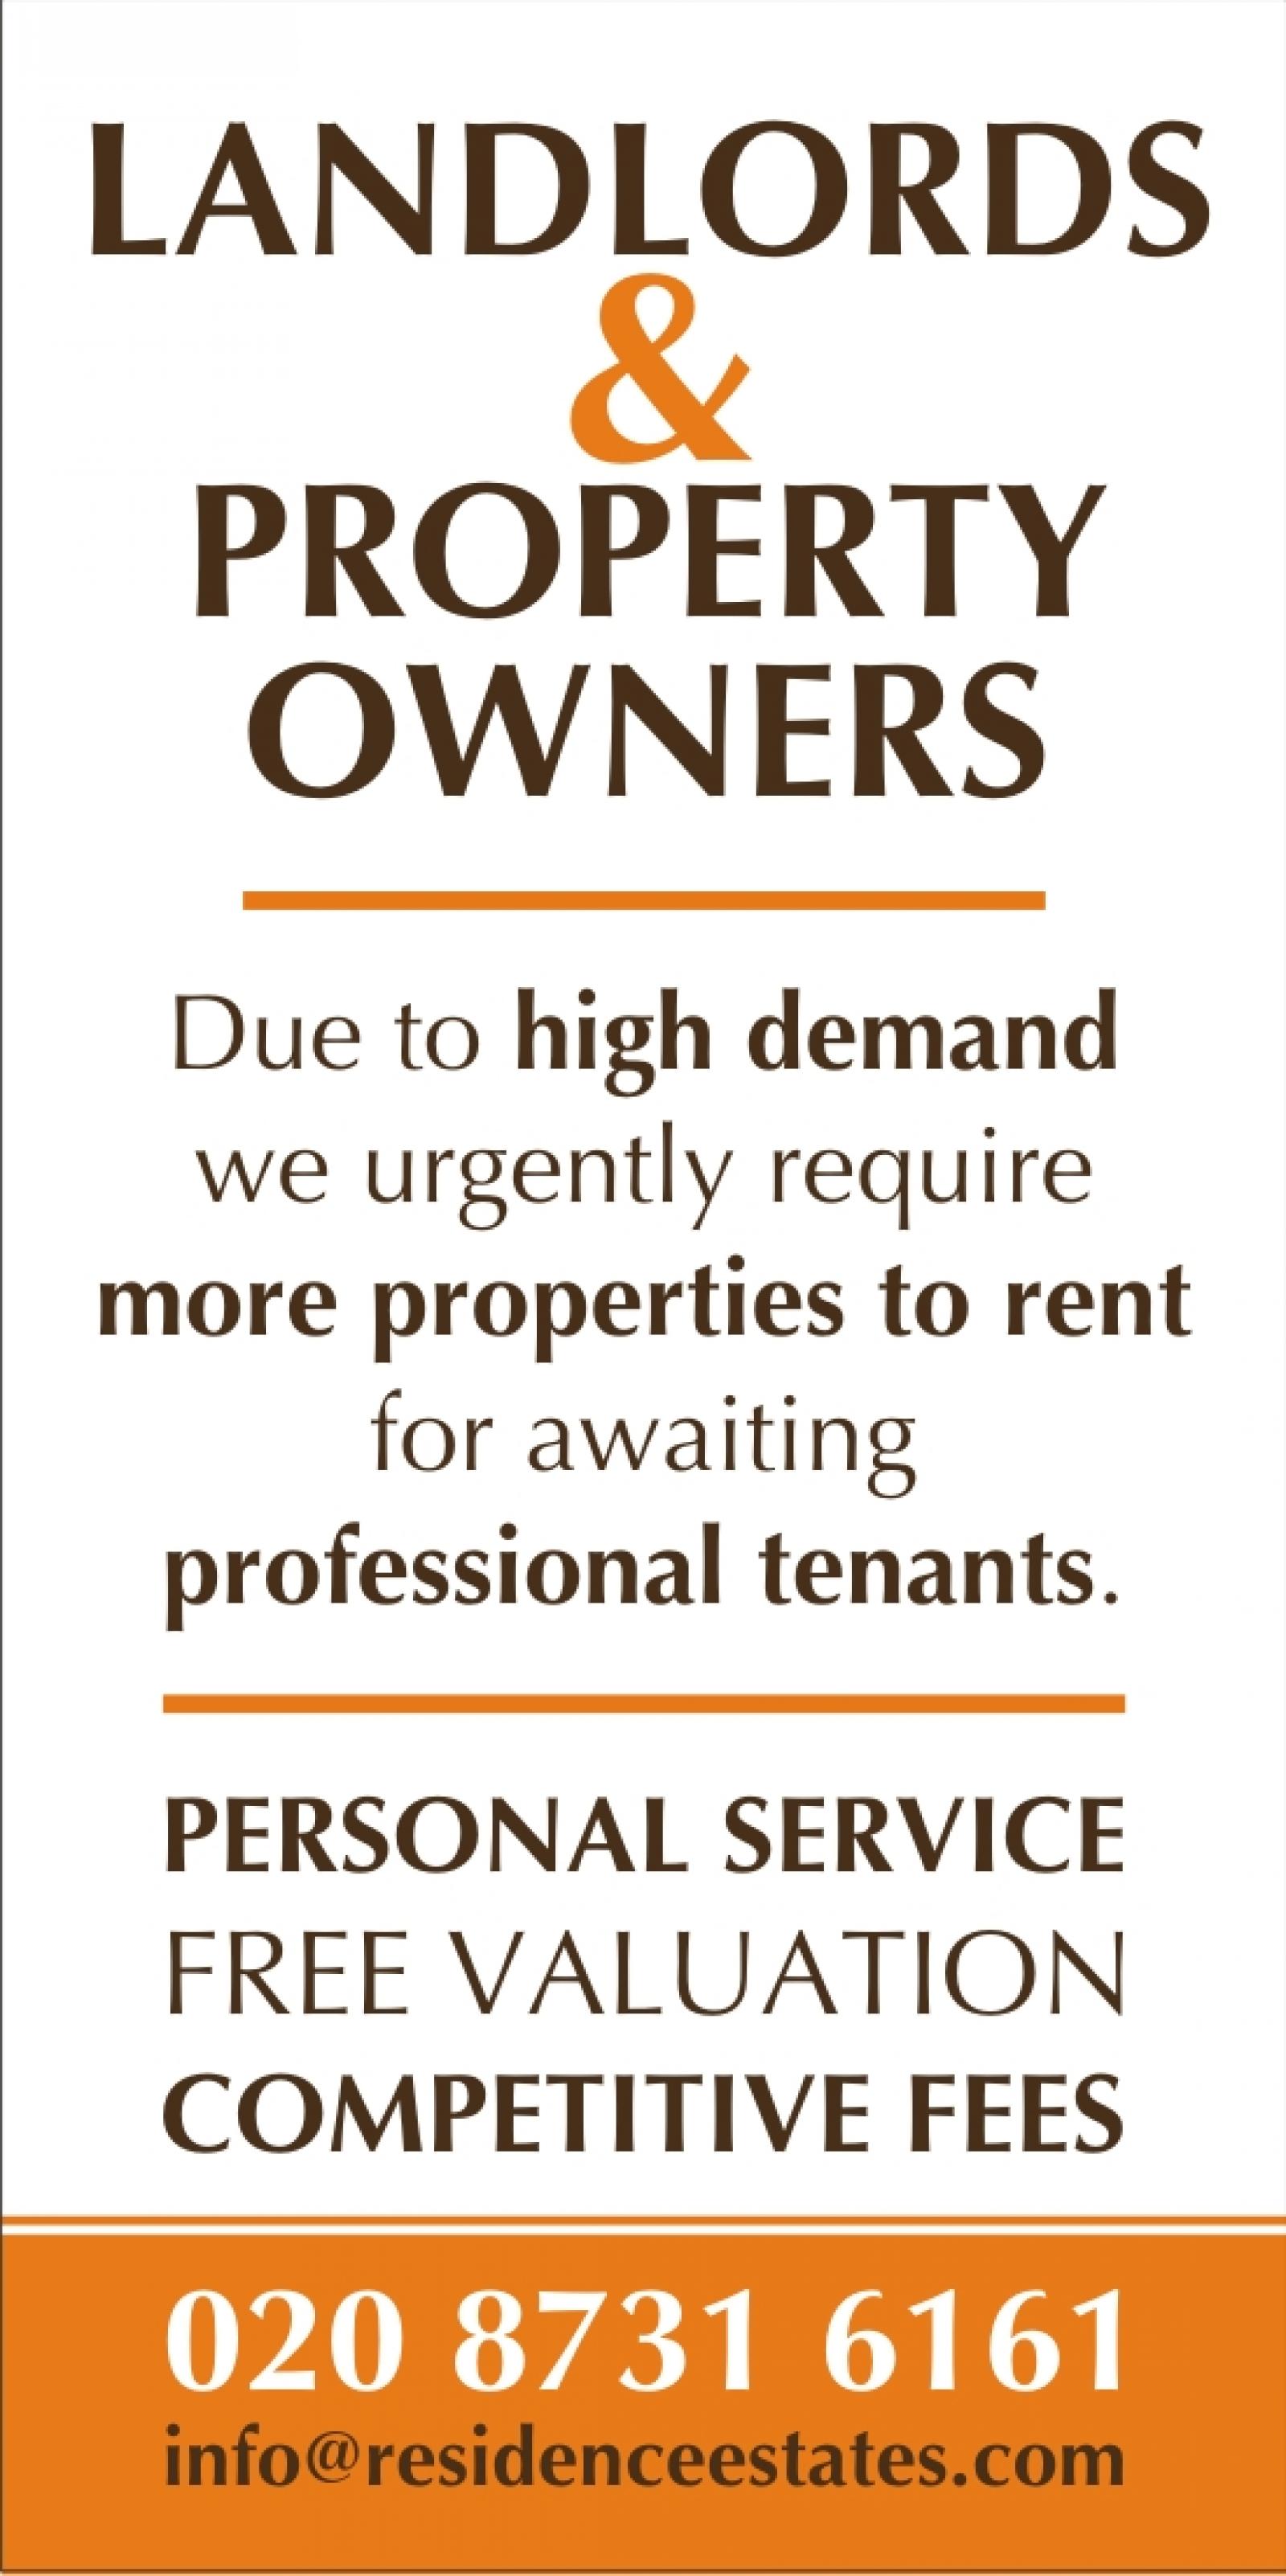 LANDLORDS
&
PROPERTY
OWNERS
Due to high demand
we urgently require
more properties to rent
for awaiting
professional tenants.
PERSONAL SERVICE
FREE VALUATION
COMPETITIVE FEES
020 8731 6161
info@residenceestates.com